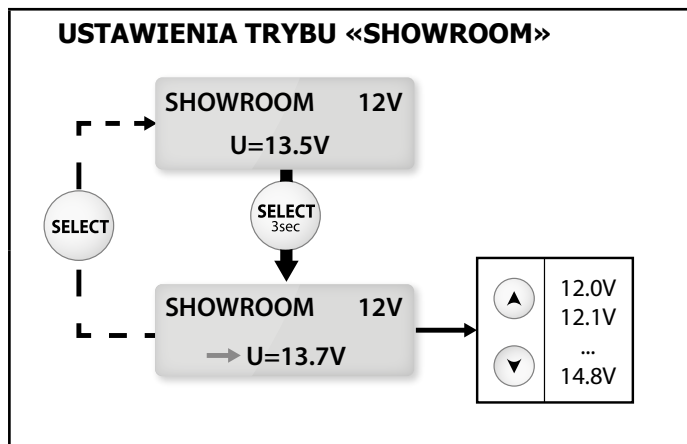 USTAWIENIA TRYBU «SHOWROOM»
SHOWROOM 12V
U=13.5V
SELECT
SELECT
3sec
SHOWROOM 12V
U=13.7V
12.0V
12.1V
...
14.8V